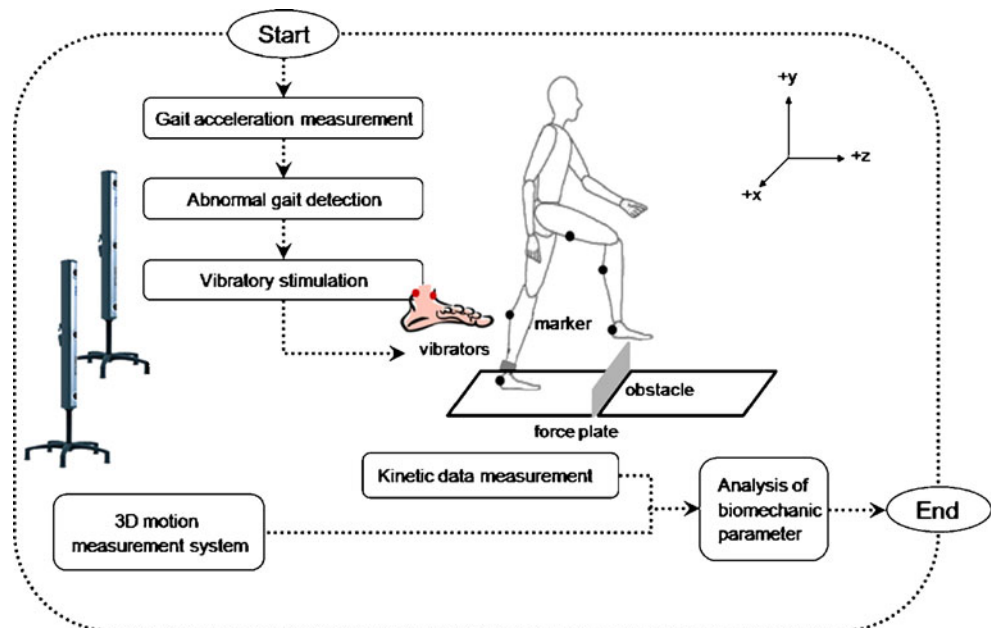 Start
Gait acceleration measurement
Abnormal gait detection
Vibratory stimulation
vibrators
marker
obstacle
force plate
+y
+z
+x
Kinetic data measurement
3D motion
measurement system
Analysis of
biomechanic
parameter
End